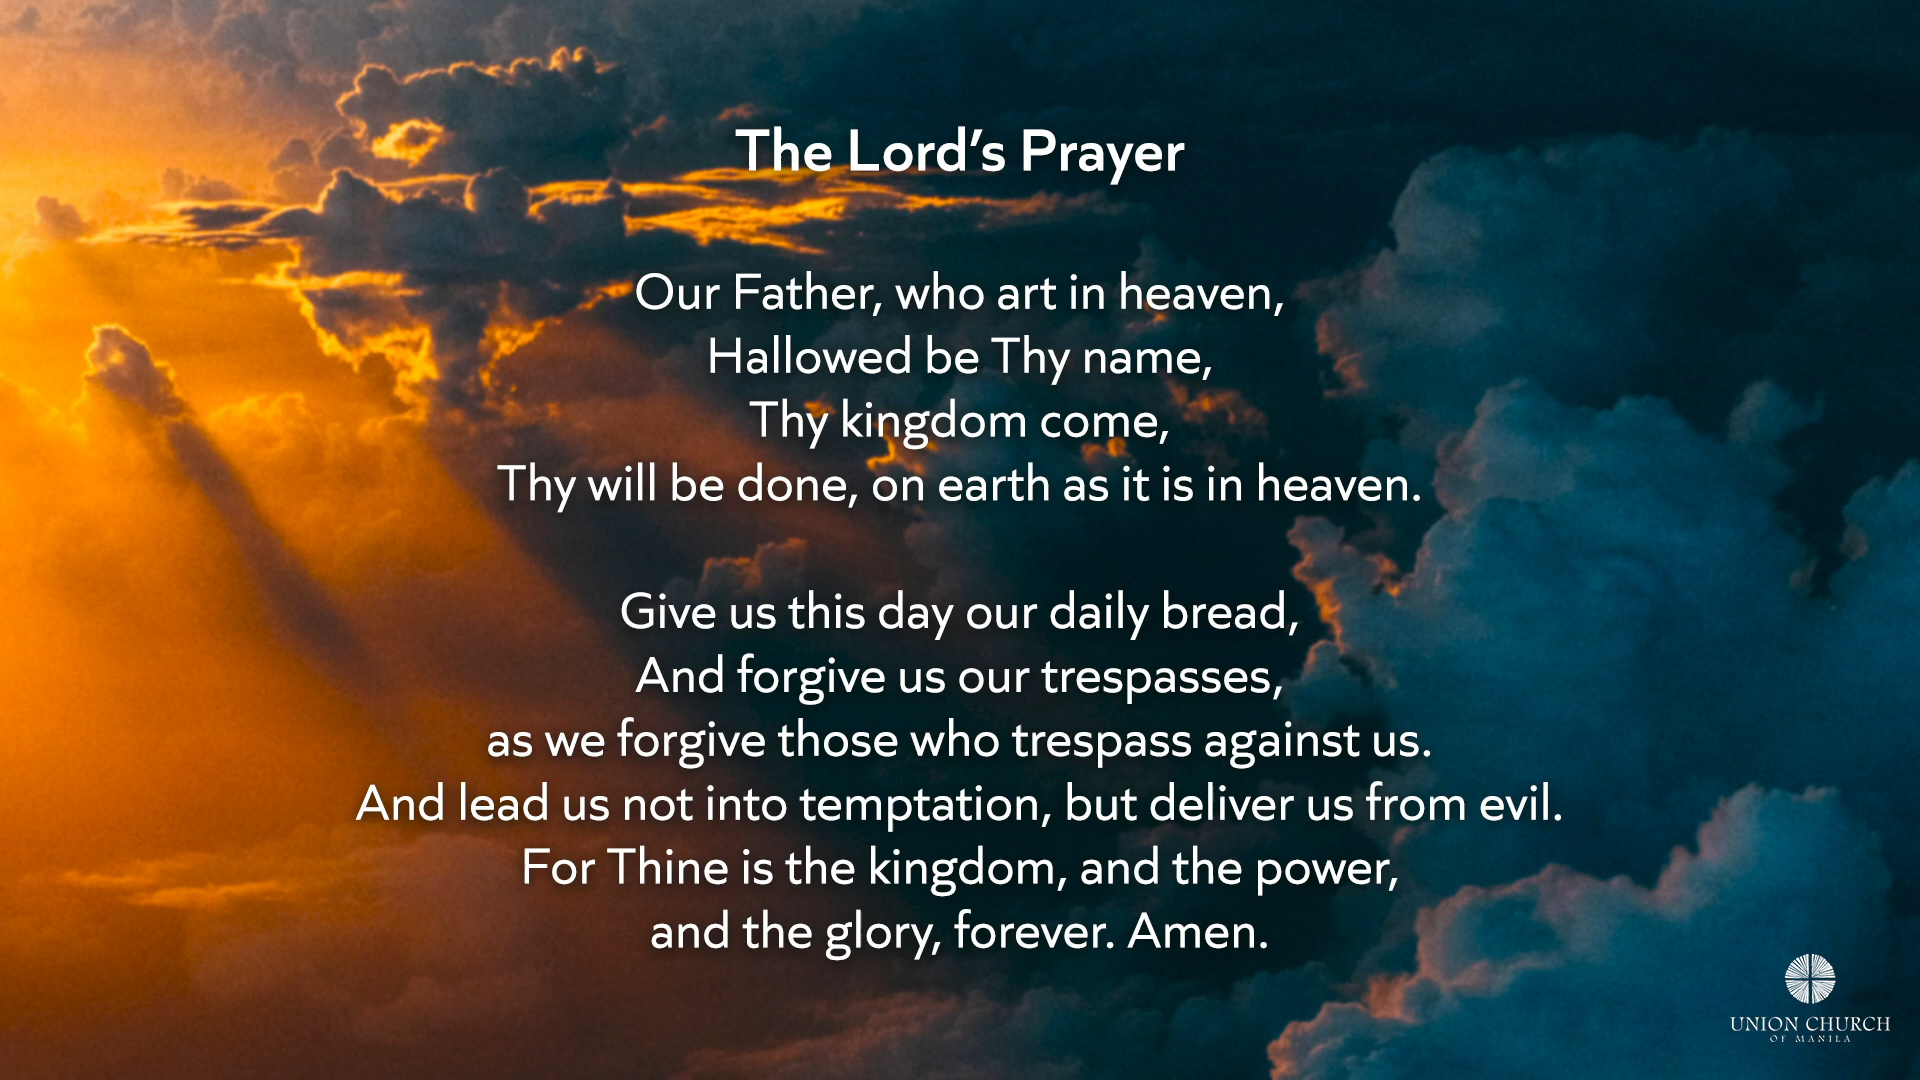 The Lord’s Prayer
Our Father, who art in heaven,
Hallowed be Thy name,
Thy kingdom come,
Thy will be done, on earth as it is in heaven.
Give us this day our daily bread,
And forgive us our trespasses,
as we forgive those who trespass against us.
And lead us not into temptation, but deliver us from evil.
For Thine is the kingdom, and the power,
and the glory, forever. Amen.
UNION CHURCH
OF MANILA